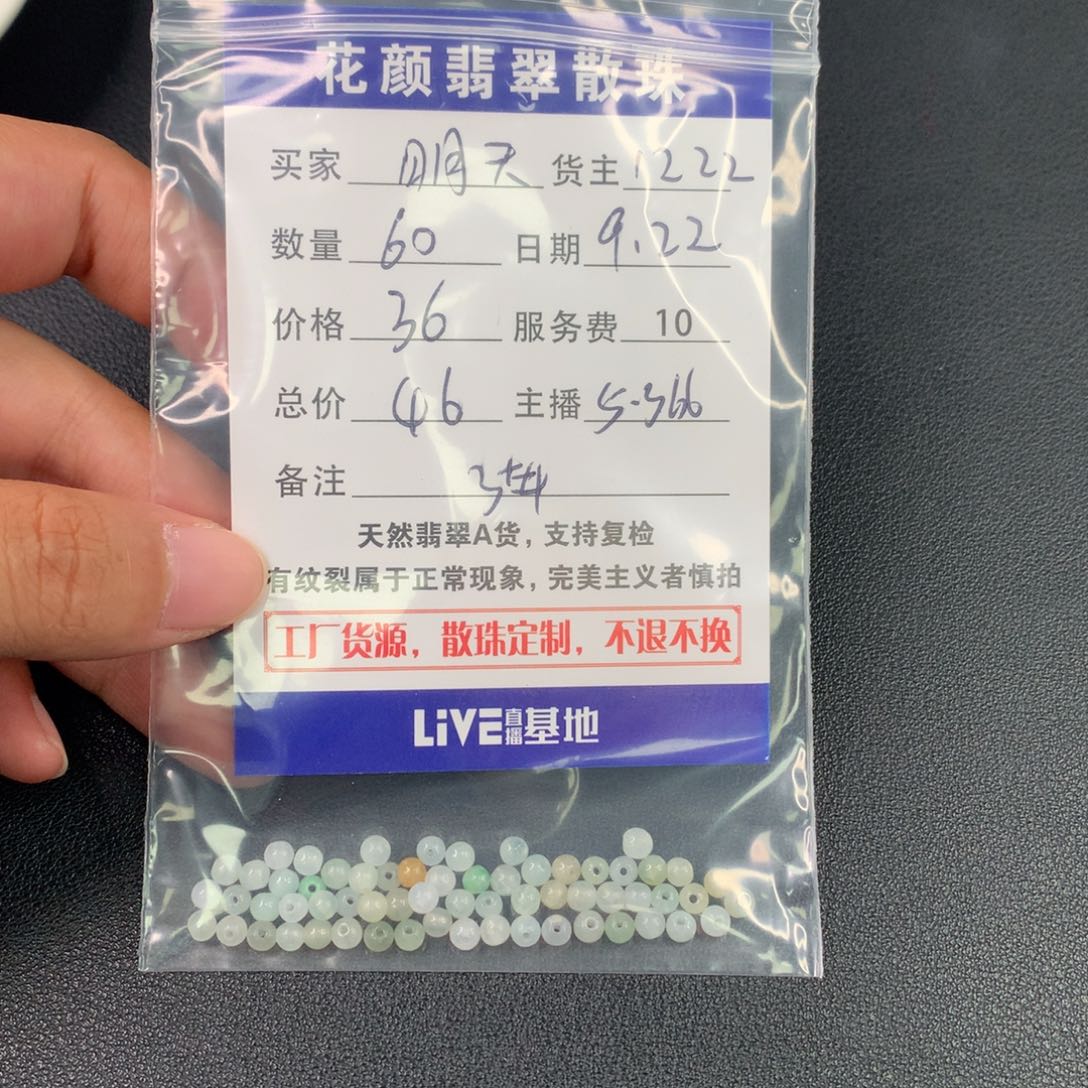 花颜翡翠散珠
买家 明天 货主 1222
数量 60 日期 9.22
价格 36 服务费 10
总价 46 主播 5-366
备注 3#
天然翡翠A货，支持复检
有纹裂属于正常现象，完美主义者慎拍
工厂货源，散珠定制，不退不换
LiVE直播基地